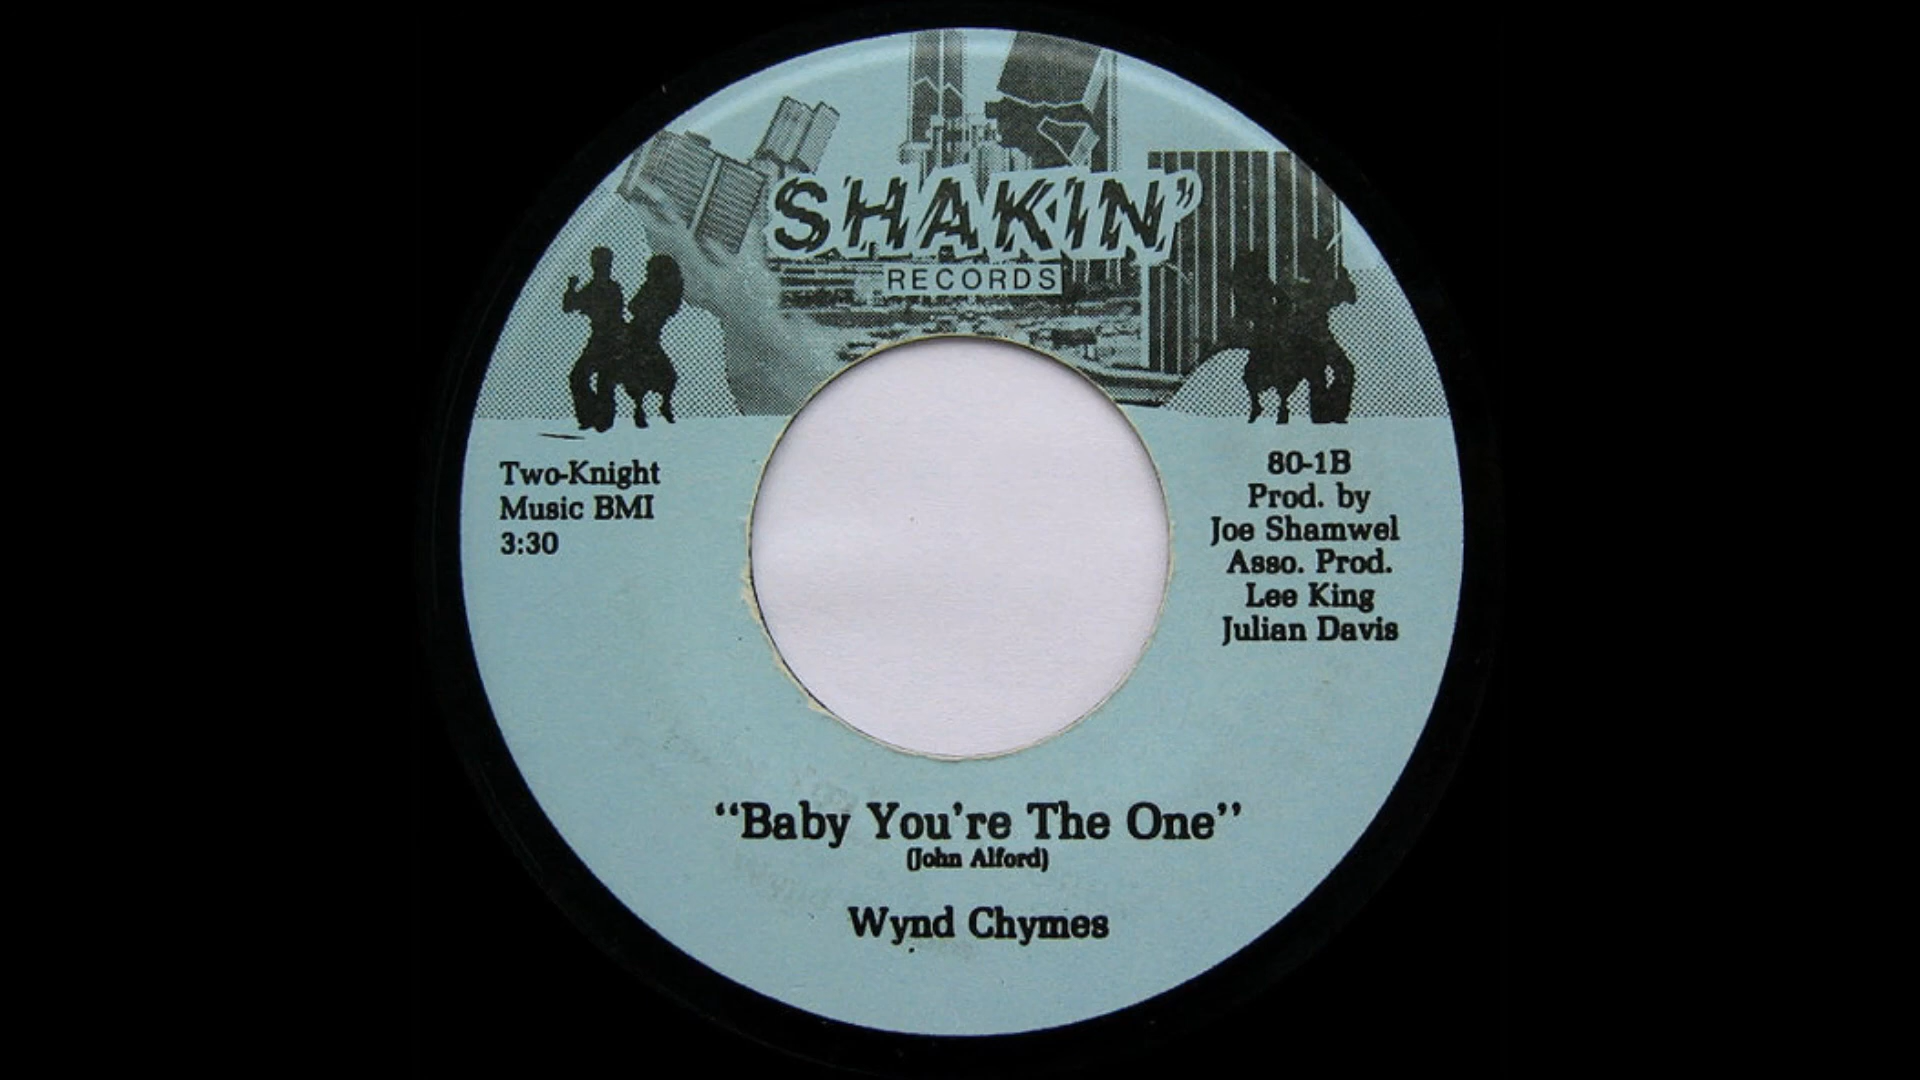 SHAKIN'
RECORDS
Two-Knight
Music BMI
3:30
80-1B
Prod. by
Joe Shamwel
Asso. Prod.
Lee King
Julian Davis
“Baby You're The One”
(John Alford)
Wynd Chymes